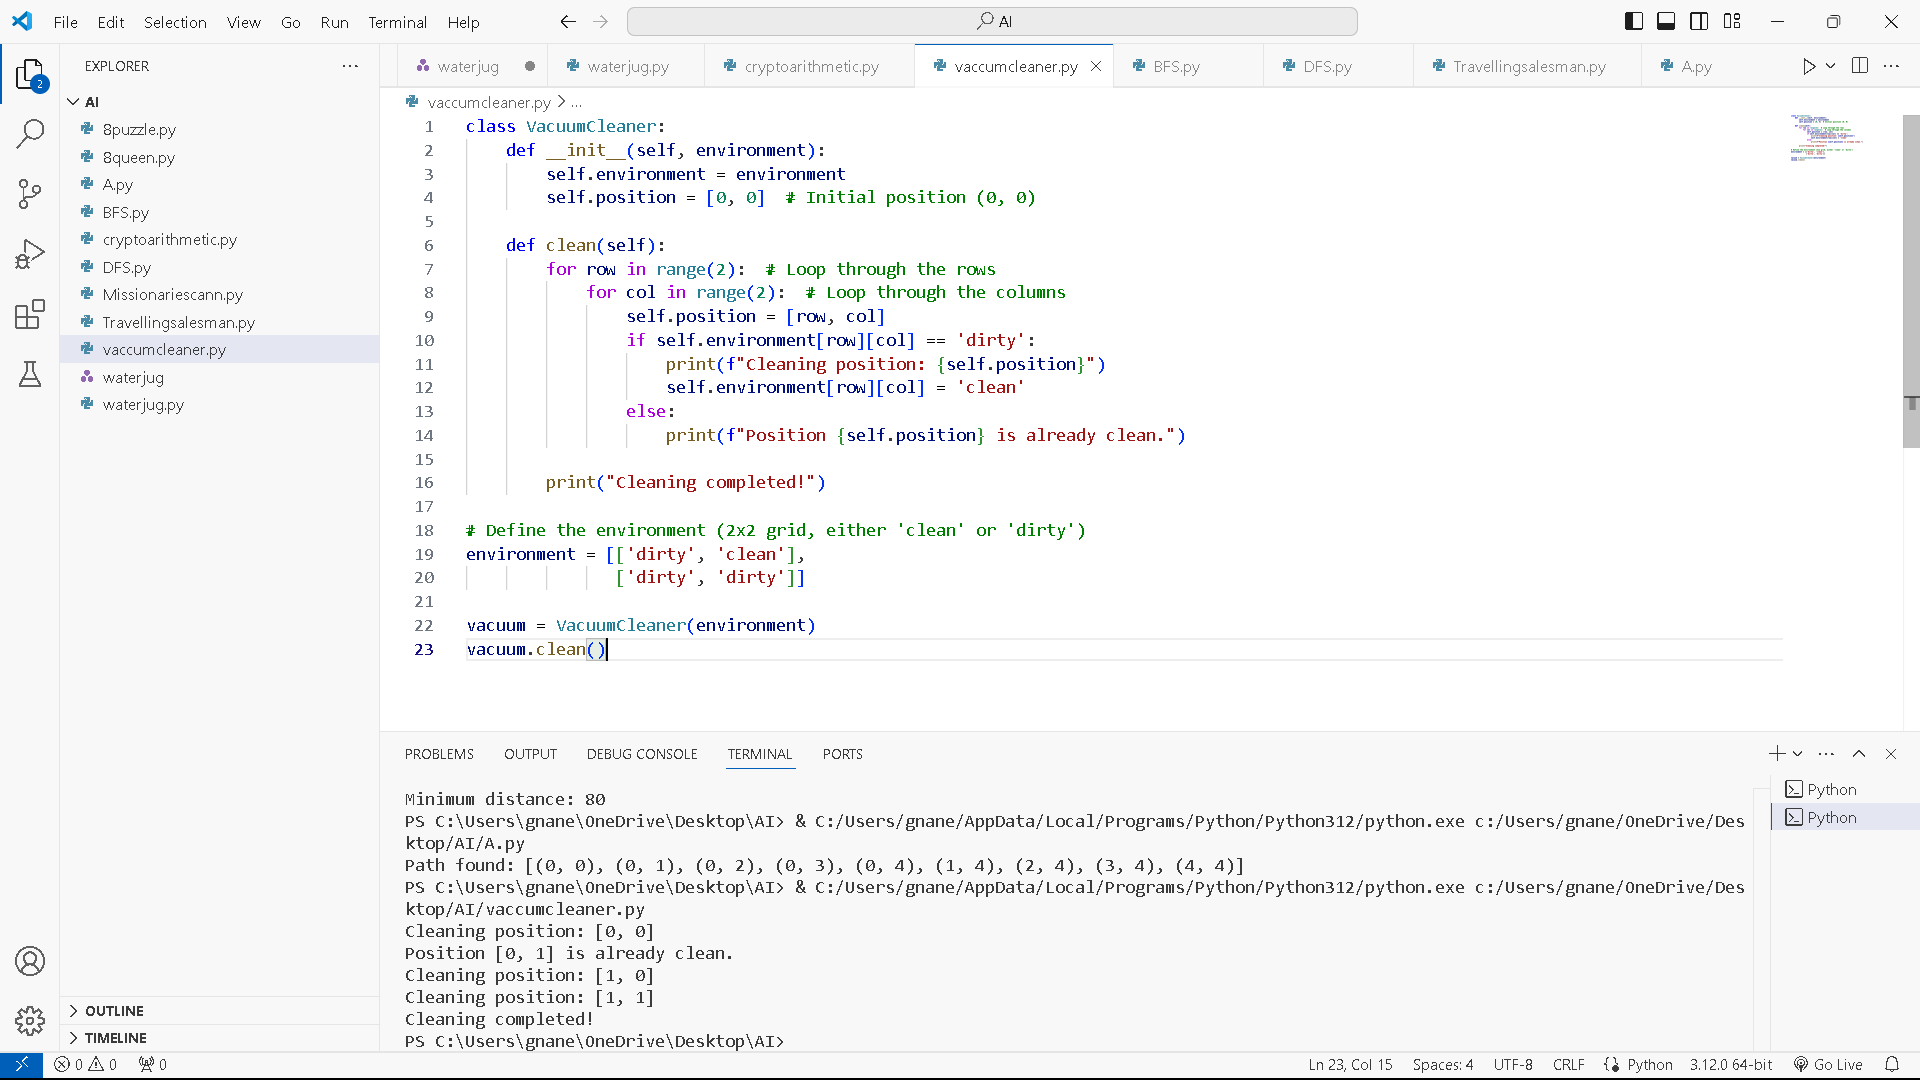 File Edit Selection View Go Run Terminal Help
AI
EXPLORER
2
waterjug
waterjug.py
cryptoarithmetic.py
vaccumcleaner.py
BFS.py
DFS.py
Travellingsalesman.py
A.py
AI
8puzzle.py
8queen.py
A.py
BFS.py
cryptoarithmetic.py
DFS.py
Missionariescann.py
Travellingsalesman.py
vaccumcleaner.py
waterjug
waterjug.py
OUTLINE
TIMELINE
vaccumcleaner.py > ...
1 class VacuumCleaner:
2 def __init__(self, environment):
3 self.environment = environment
4 self.position = [0, 0]  # Initial position (0, 0)
5
6 def clean(self):
7 for row in range(2):  # Loop through the rows
8 for col in range(2):  # Loop through the columns
9 self.position = [row, col]
10 if self.environment[row][col] == 'dirty':
11 print(f"Cleaning position: {self.position}")
12 self.environment[row][col] = 'clean'
13 else:
14 print(f"Position {self.position} is already clean.")
15
16 print("Cleaning completed!")
17
18 # Define the environment (2x2 grid, either 'clean' or 'dirty')
19 environment = [['dirty', 'clean'],
20 ['dirty', 'dirty']]
21
22 vacuum = VacuumCleaner(environment)
23 vacuum.clean()
PROBLEMS OUTPUT DEBUG CONSOLE TERMINAL PORTS
Minimum distance: 80
PS C:\Users\gnane\OneDrive\Desktop\AI> & C:/Users/gnane/AppData/Local/Programs/Python/Python312/python.exe c:/Users/gnane/OneDrive/Des
ktop/AI/A.py
Path found: [(0, 0), (0, 1), (0, 2), (0, 3), (0, 4), (1, 4), (2, 4), (3, 4), (4, 4)]
PS C:\Users\gnane\OneDrive\Desktop\AI> & C:/Users/gnane/AppData/Local/Programs/Python/Python312/python.exe c:/Users/gnane/OneDrive/Des
ktop/AI/vaccumcleaner.py
Cleaning position: [0, 0]
Position [0, 1] is already clean.
Cleaning position: [1, 0]
Cleaning position: [1, 1]
Cleaning completed!
PS C:\Users\gnane\OneDrive\Desktop\AI>
Python
Python
0 0 0
Ln 23, Col 15 Spaces: 4 UTF-8 CRLF Python 3.12.0 64-bit Go Live